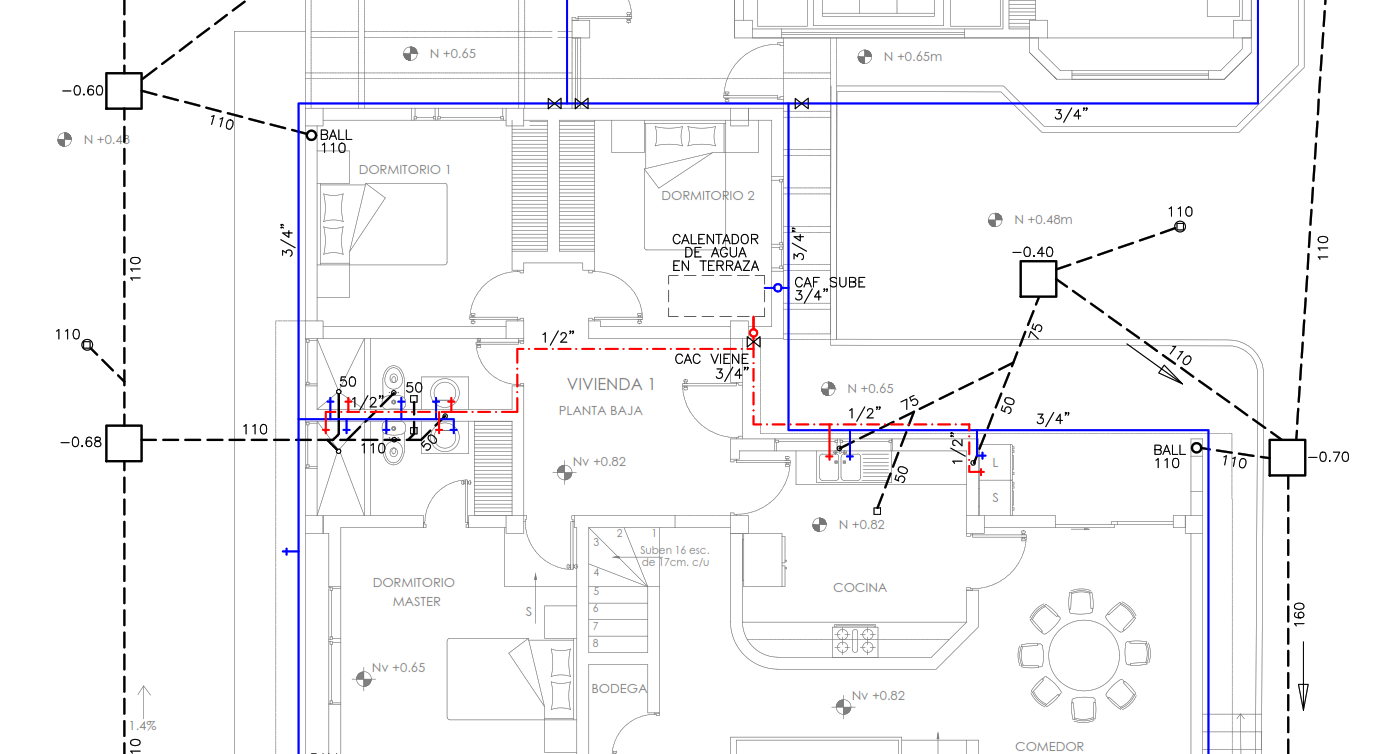 N +0.65
N +0.65m
-0.60
110
3/4"
BALL
110
N +0.48
DORMITORIO 1
DORMITORIO 2
110
N +0.48m
3/4"
3/4"
CALENTADOR
DE AGUA
EN TERRAZA
110
110
-0.40
CAF SUBE
3/4"
75
110
1/2"
110
CAC VIENE
3/4"
VIVIENDA 1
PLANTA BAJA
N +0.65
50
50
1/2"
75
50
1/2"
3/4"
-0.68
110
110
50
1/2"
BALL
110
110
-0.70
L
Nv +0.82
50
S
N +0.82
1
2
3
Suben 16 esc.
de 17cm. c/u
4
DORMITORIO
MASTER
S
5
6
7
8
COCINA
160
Nv +0.65
BODEGA
Nv +0.82
1.4%
COMEDOR